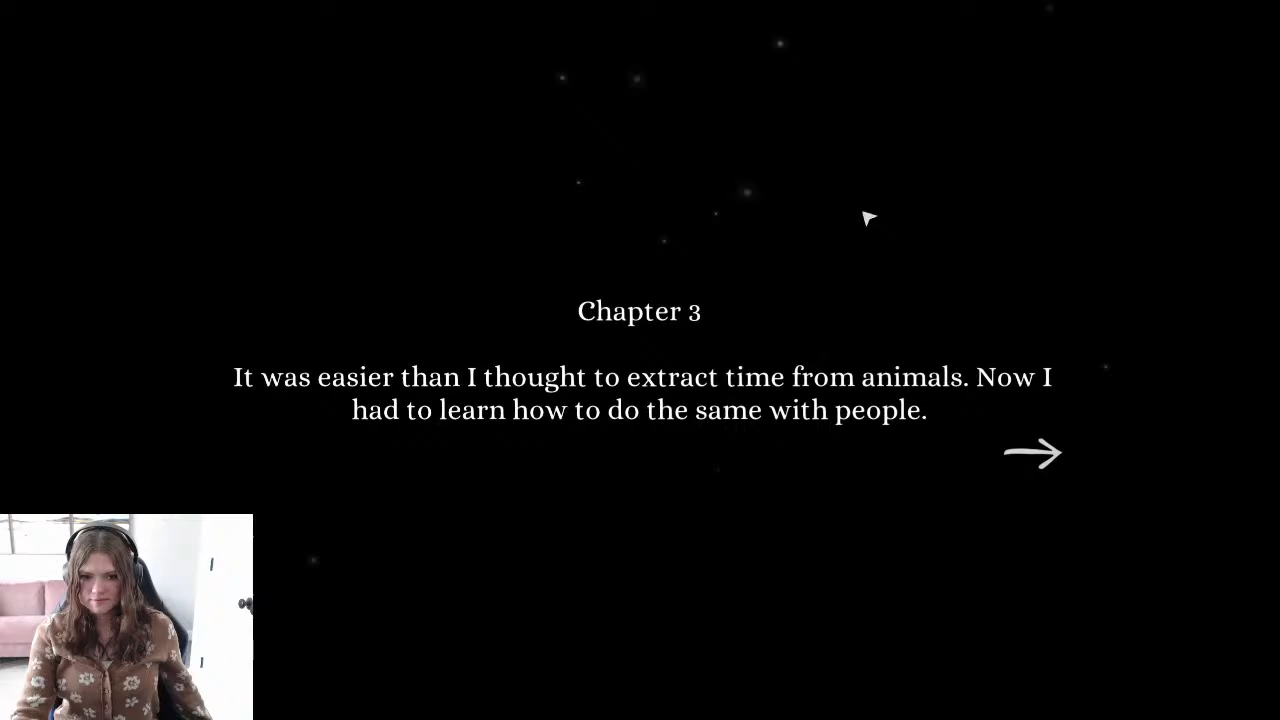 Chapter 3
It was easier than I thought to extract time from animals. Now I
had to learn how to do the same with people.